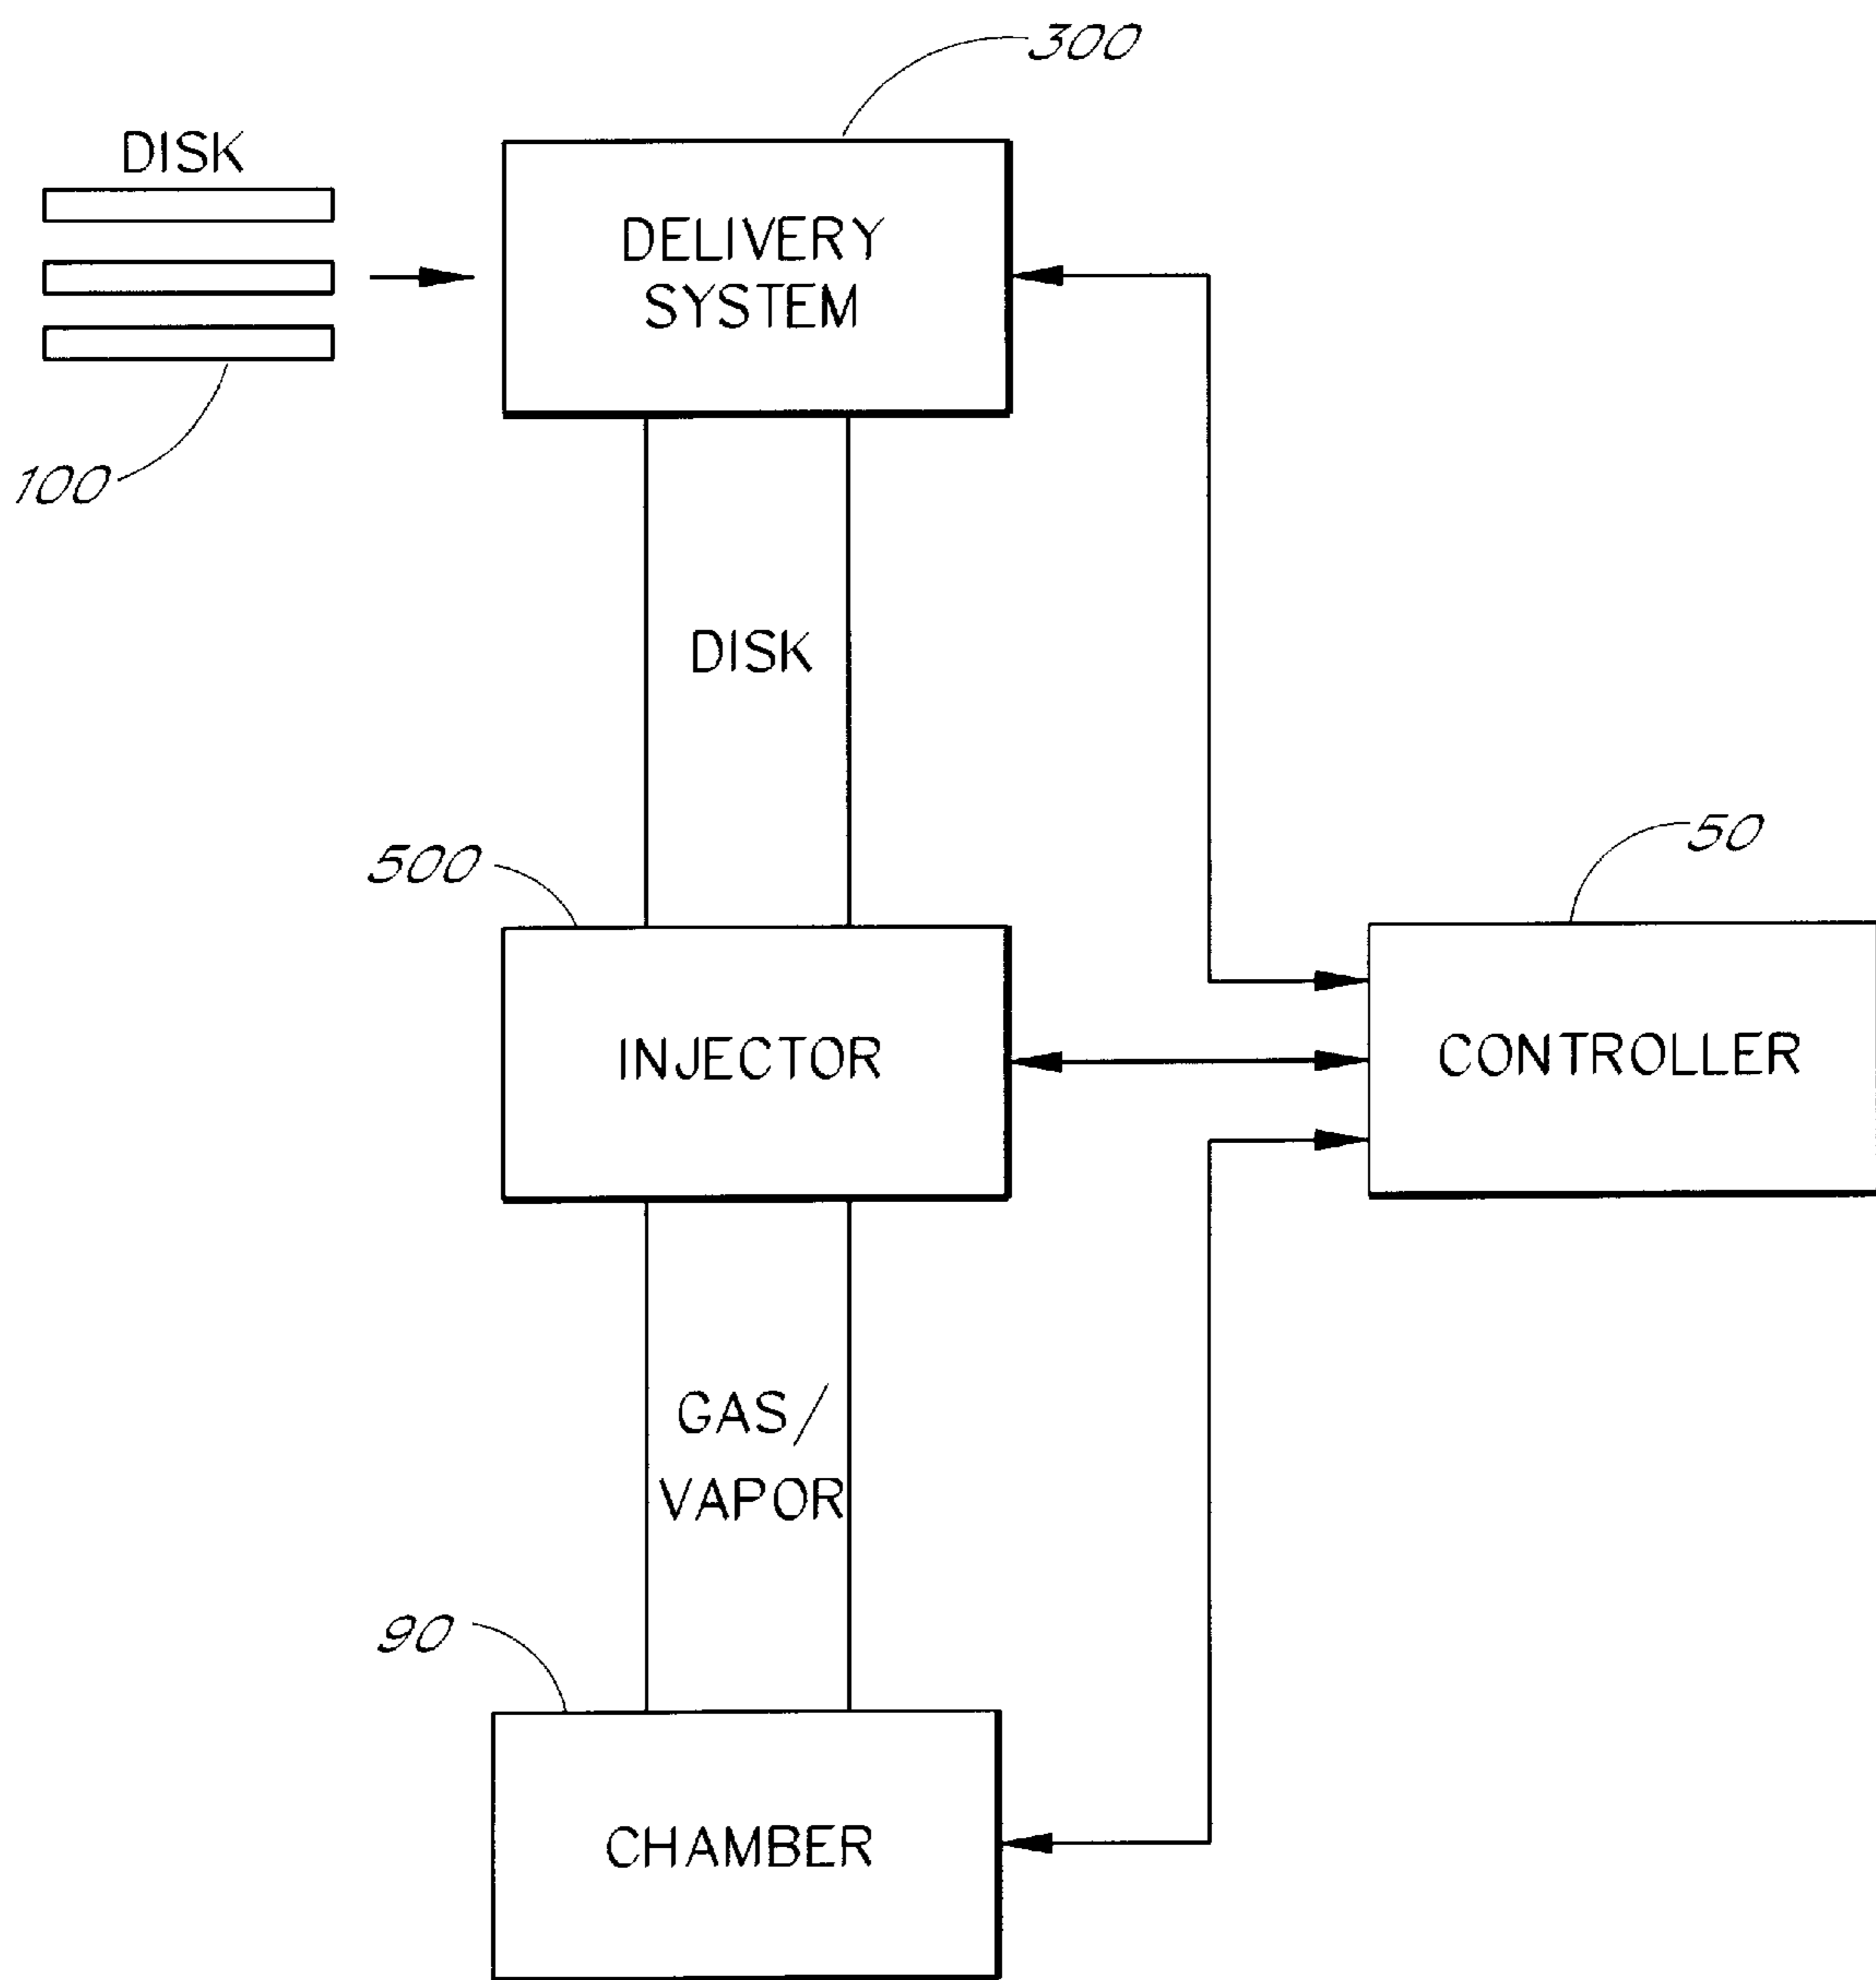 300
DISK
DELIVERY
SYSTEM
100
DISK
500
50
INJECTOR
CONTROLLER
GAS/
VAPOR
90
CHAMBER